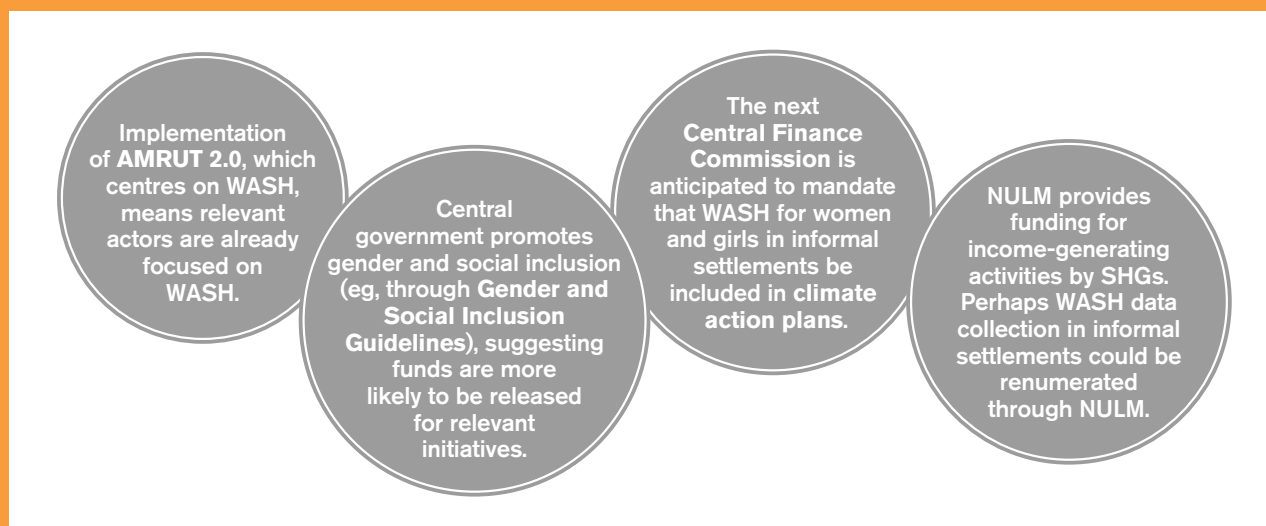 Implementation
of AMRUT 2.0, which
centres on WASH,
means relevant
actors are already
focused on
WASH.
Central
government promotes
gender and social inclusion
(eg, through Gender and
Social Inclusion
Guidelines), suggesting
funds are more
likely to be released
for relevant
initiatives.
The next
Central Finance
Commission is
anticipated to mandate
that WASH for women
and girls in informal
settlements be
included in climate
action plans.
NULM provides
funding for
income-generating
activities by SHGs.
Perhaps WASH data
collection in informal
settlements could be
renumerated
through NULM.